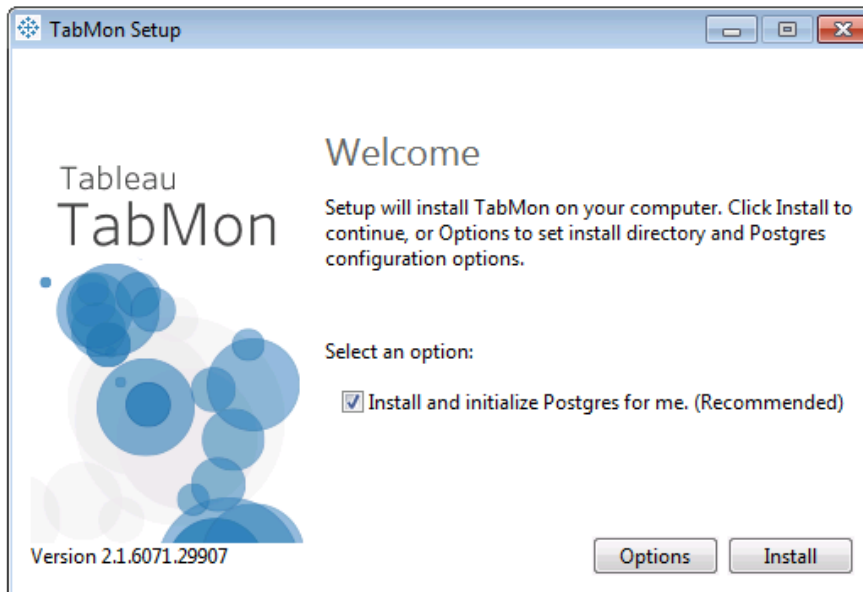 TabMon Setup
Tableau
TabMon
Welcome
Setup will install TabMon on your computer. Click Install to
continue, or Options to set install directory and Postgres
configuration options.
Select an option:
Install and initialize Postgres for me. (Recommended)
Version 2.1.6071.29907
Options
Install